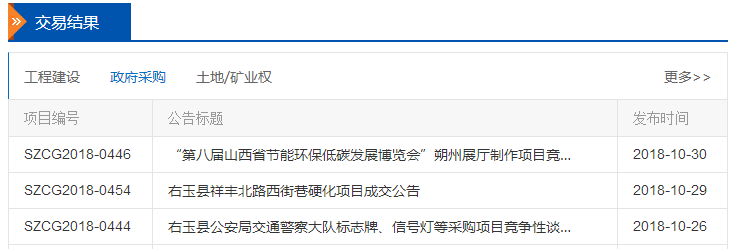 » 交易结果
工程建设 政府采购 土地/矿业权 更多>>
项目编号 公告标题 发布时间
SZCG2018-0446 “第八届山西省节能环保低碳发展博览会”朔州展厅制作项目竞... 2018-10-30
SZCG2018-0454 右玉县祥丰北路西街巷硬化项目成交公告 2018-10-29
SZCG2018-0444 右玉县公安局交通警察大队标志牌、信号灯等采购项目竞争性谈... 2018-10-26